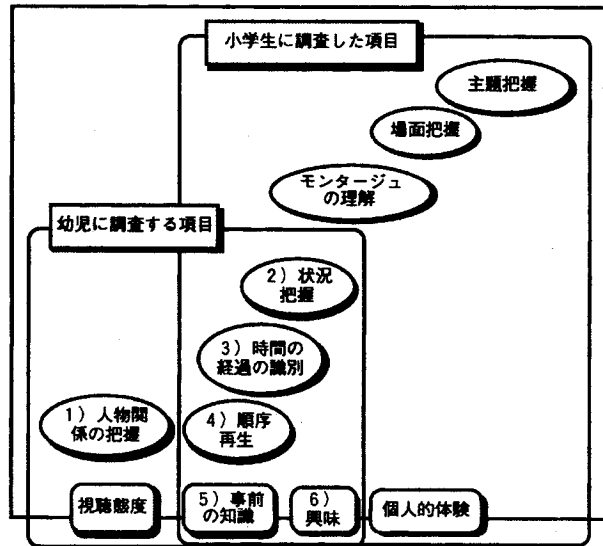 小学生に調査した項目
主題把握
場面把握
モンタージュ
の理解
幼児に調査する項目
2）状況
把握
3）時間の
経過の識別
1）人物関
係の把握
4）順序
再生
視聴態度
5）事前
の知識
6）
興味
個人的体験